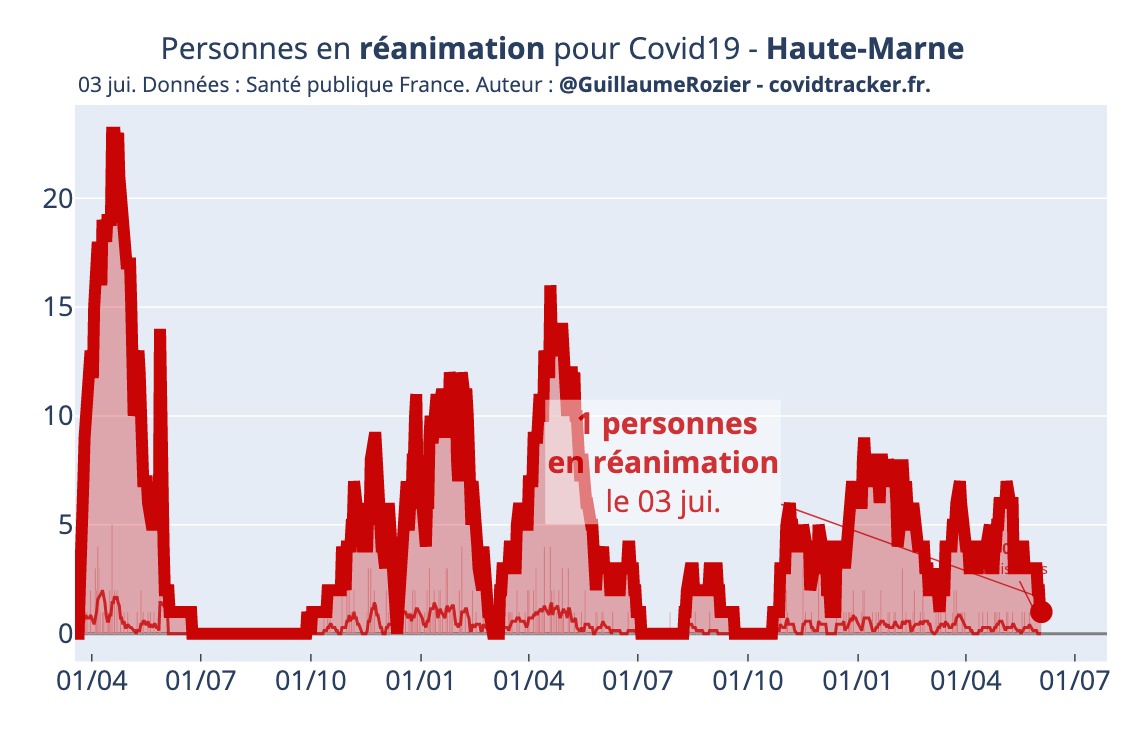 Personnes en réanimation pour Covid19 - Haute-Marne
03 jui. Données : Santé publique France. Auteur : @GuillaumeRozier - covidtracker.fr.
20
15
10
5
0
1 personnes
en réanimation
le 03 jui.
01/04 01/07 01/10 01/01 01/04 01/07 01/10 01/01 01/04 01/07